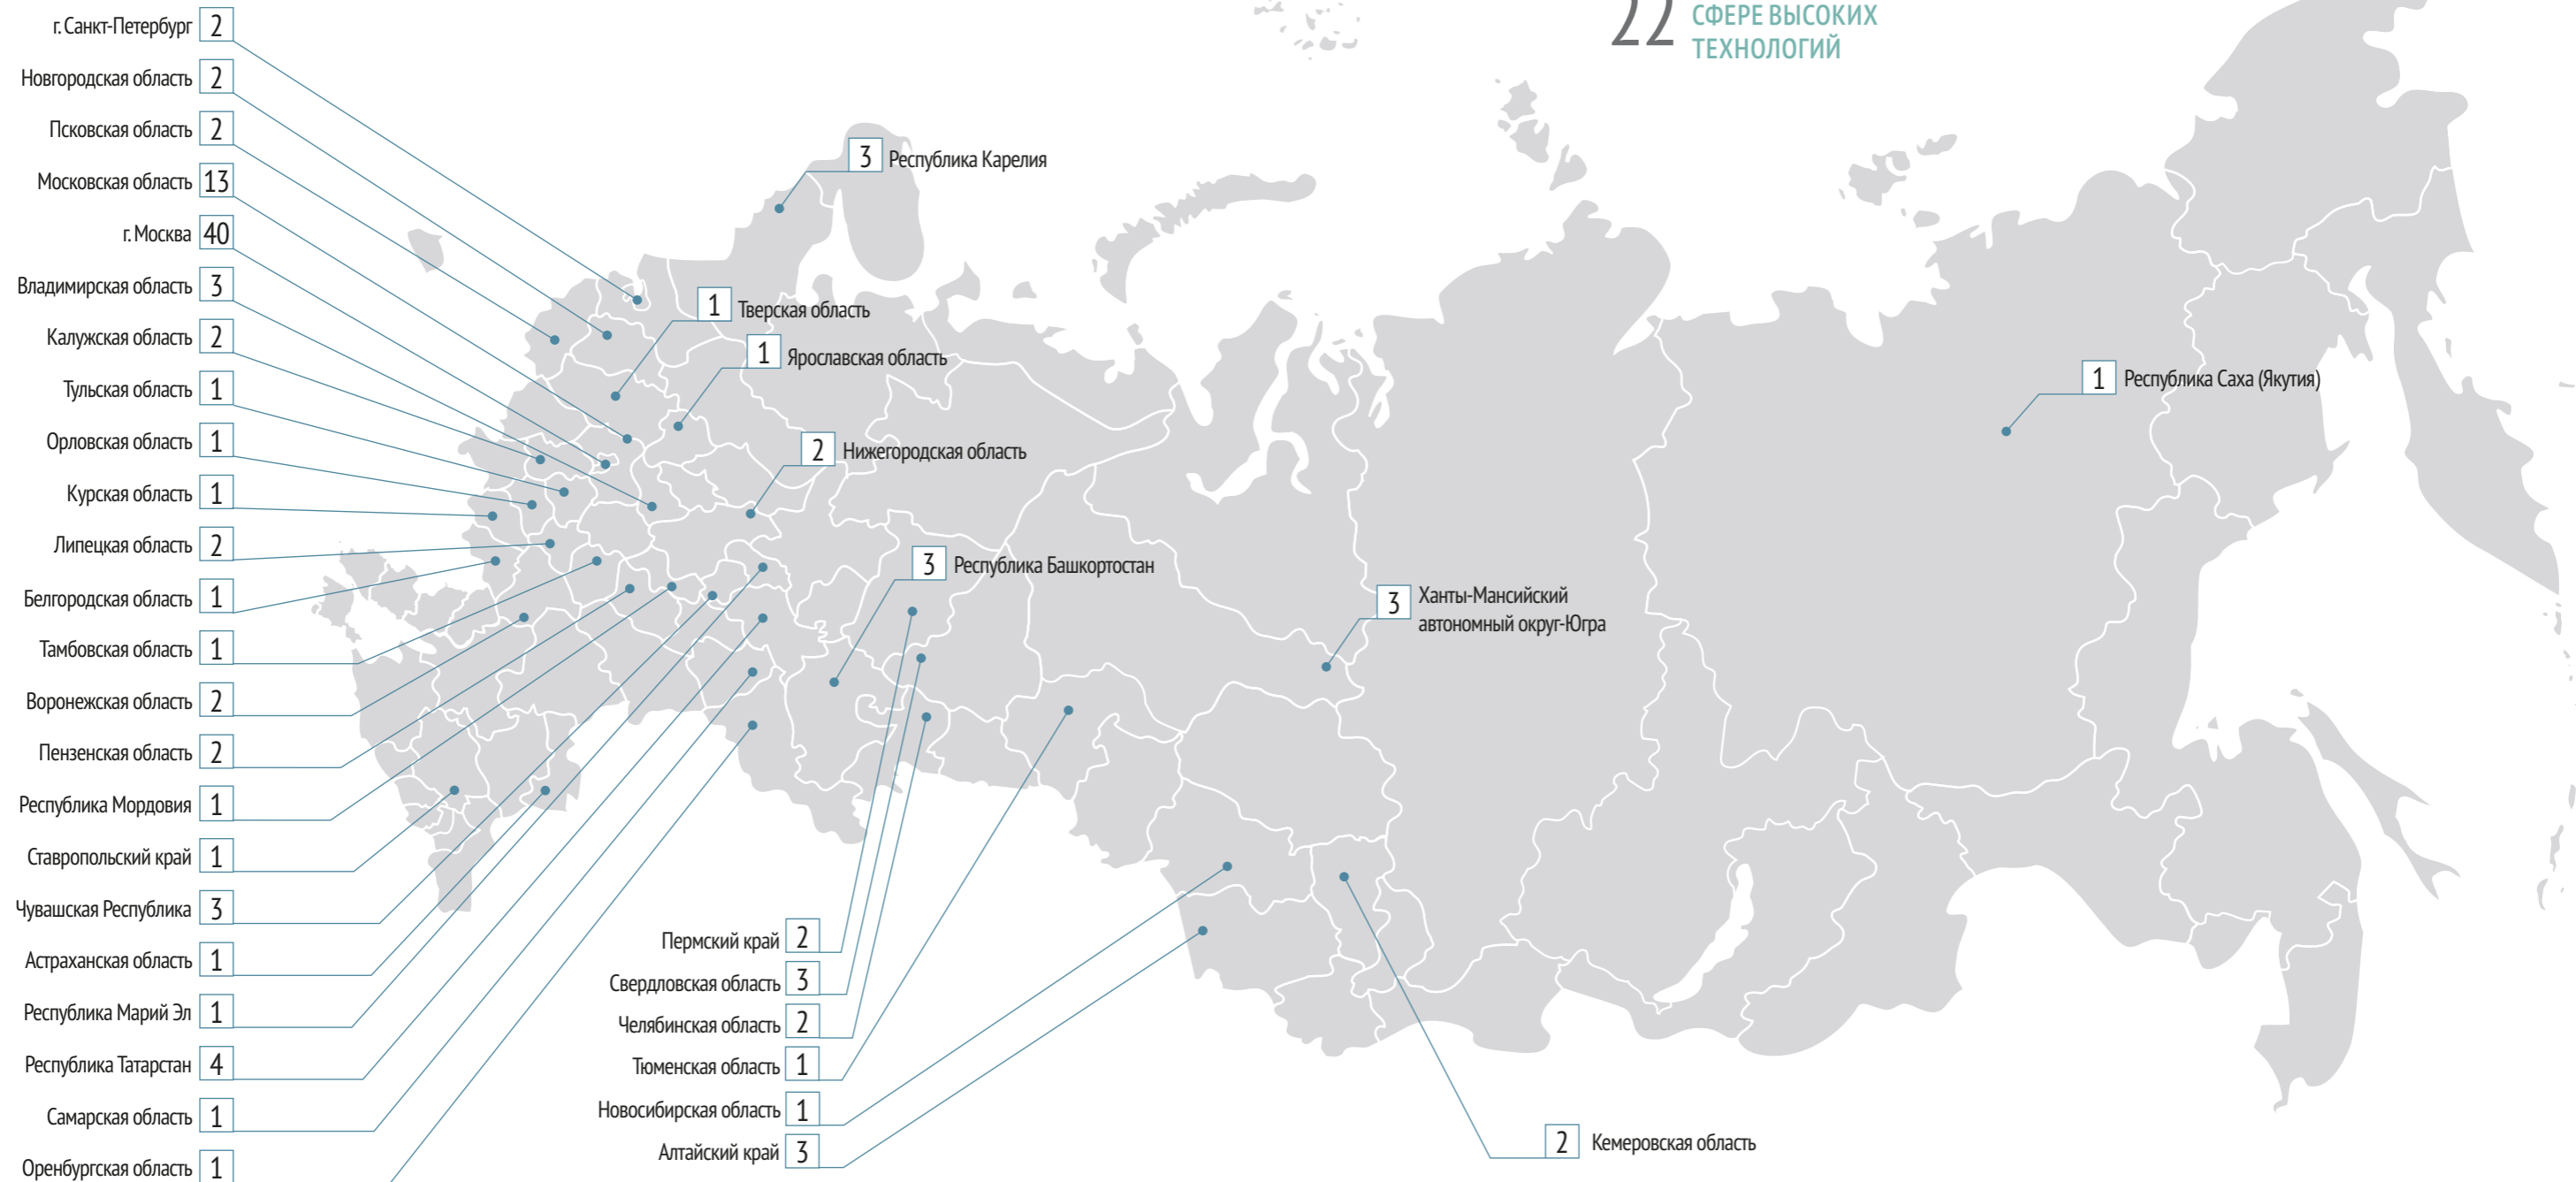 22 СФЕРЕ ВЫСОКИХ
ТЕХНОЛОГИЙ
г. Санкт-Петербург 2
Новгородская область 2
Псковская область 2
Московская область 13
г. Москва 40
Владимирская область 3
Калужская область 2
Тульская область 1
Орловская область 1
Курская область 1
Липецкая область 2
Белгородская область 1
Тамбовская область 1
Воронежская область 2
Пензенская область 2
Республика Мордовия 1
Ставропольский край 1
Чувашская Республика 3
Астраханская область 1
Республика Марий Эл 1
Республика Татарстан 4
Самарская область 1
Оренбургская область 1
3 Республика Карелия
1 Тверская область
1 Ярославская область
2 Нижегородская область
3 Республика Башкортостан
3 Ханты-Мансийский
автономный округ-Югра
1 Республика Саха (Якутия)
Пермский край 2
Свердловская область 3
Челябинская область 2
Тюменская область 1
Новосибирская область 1
Алтайский край 3
2 Кемеровская область